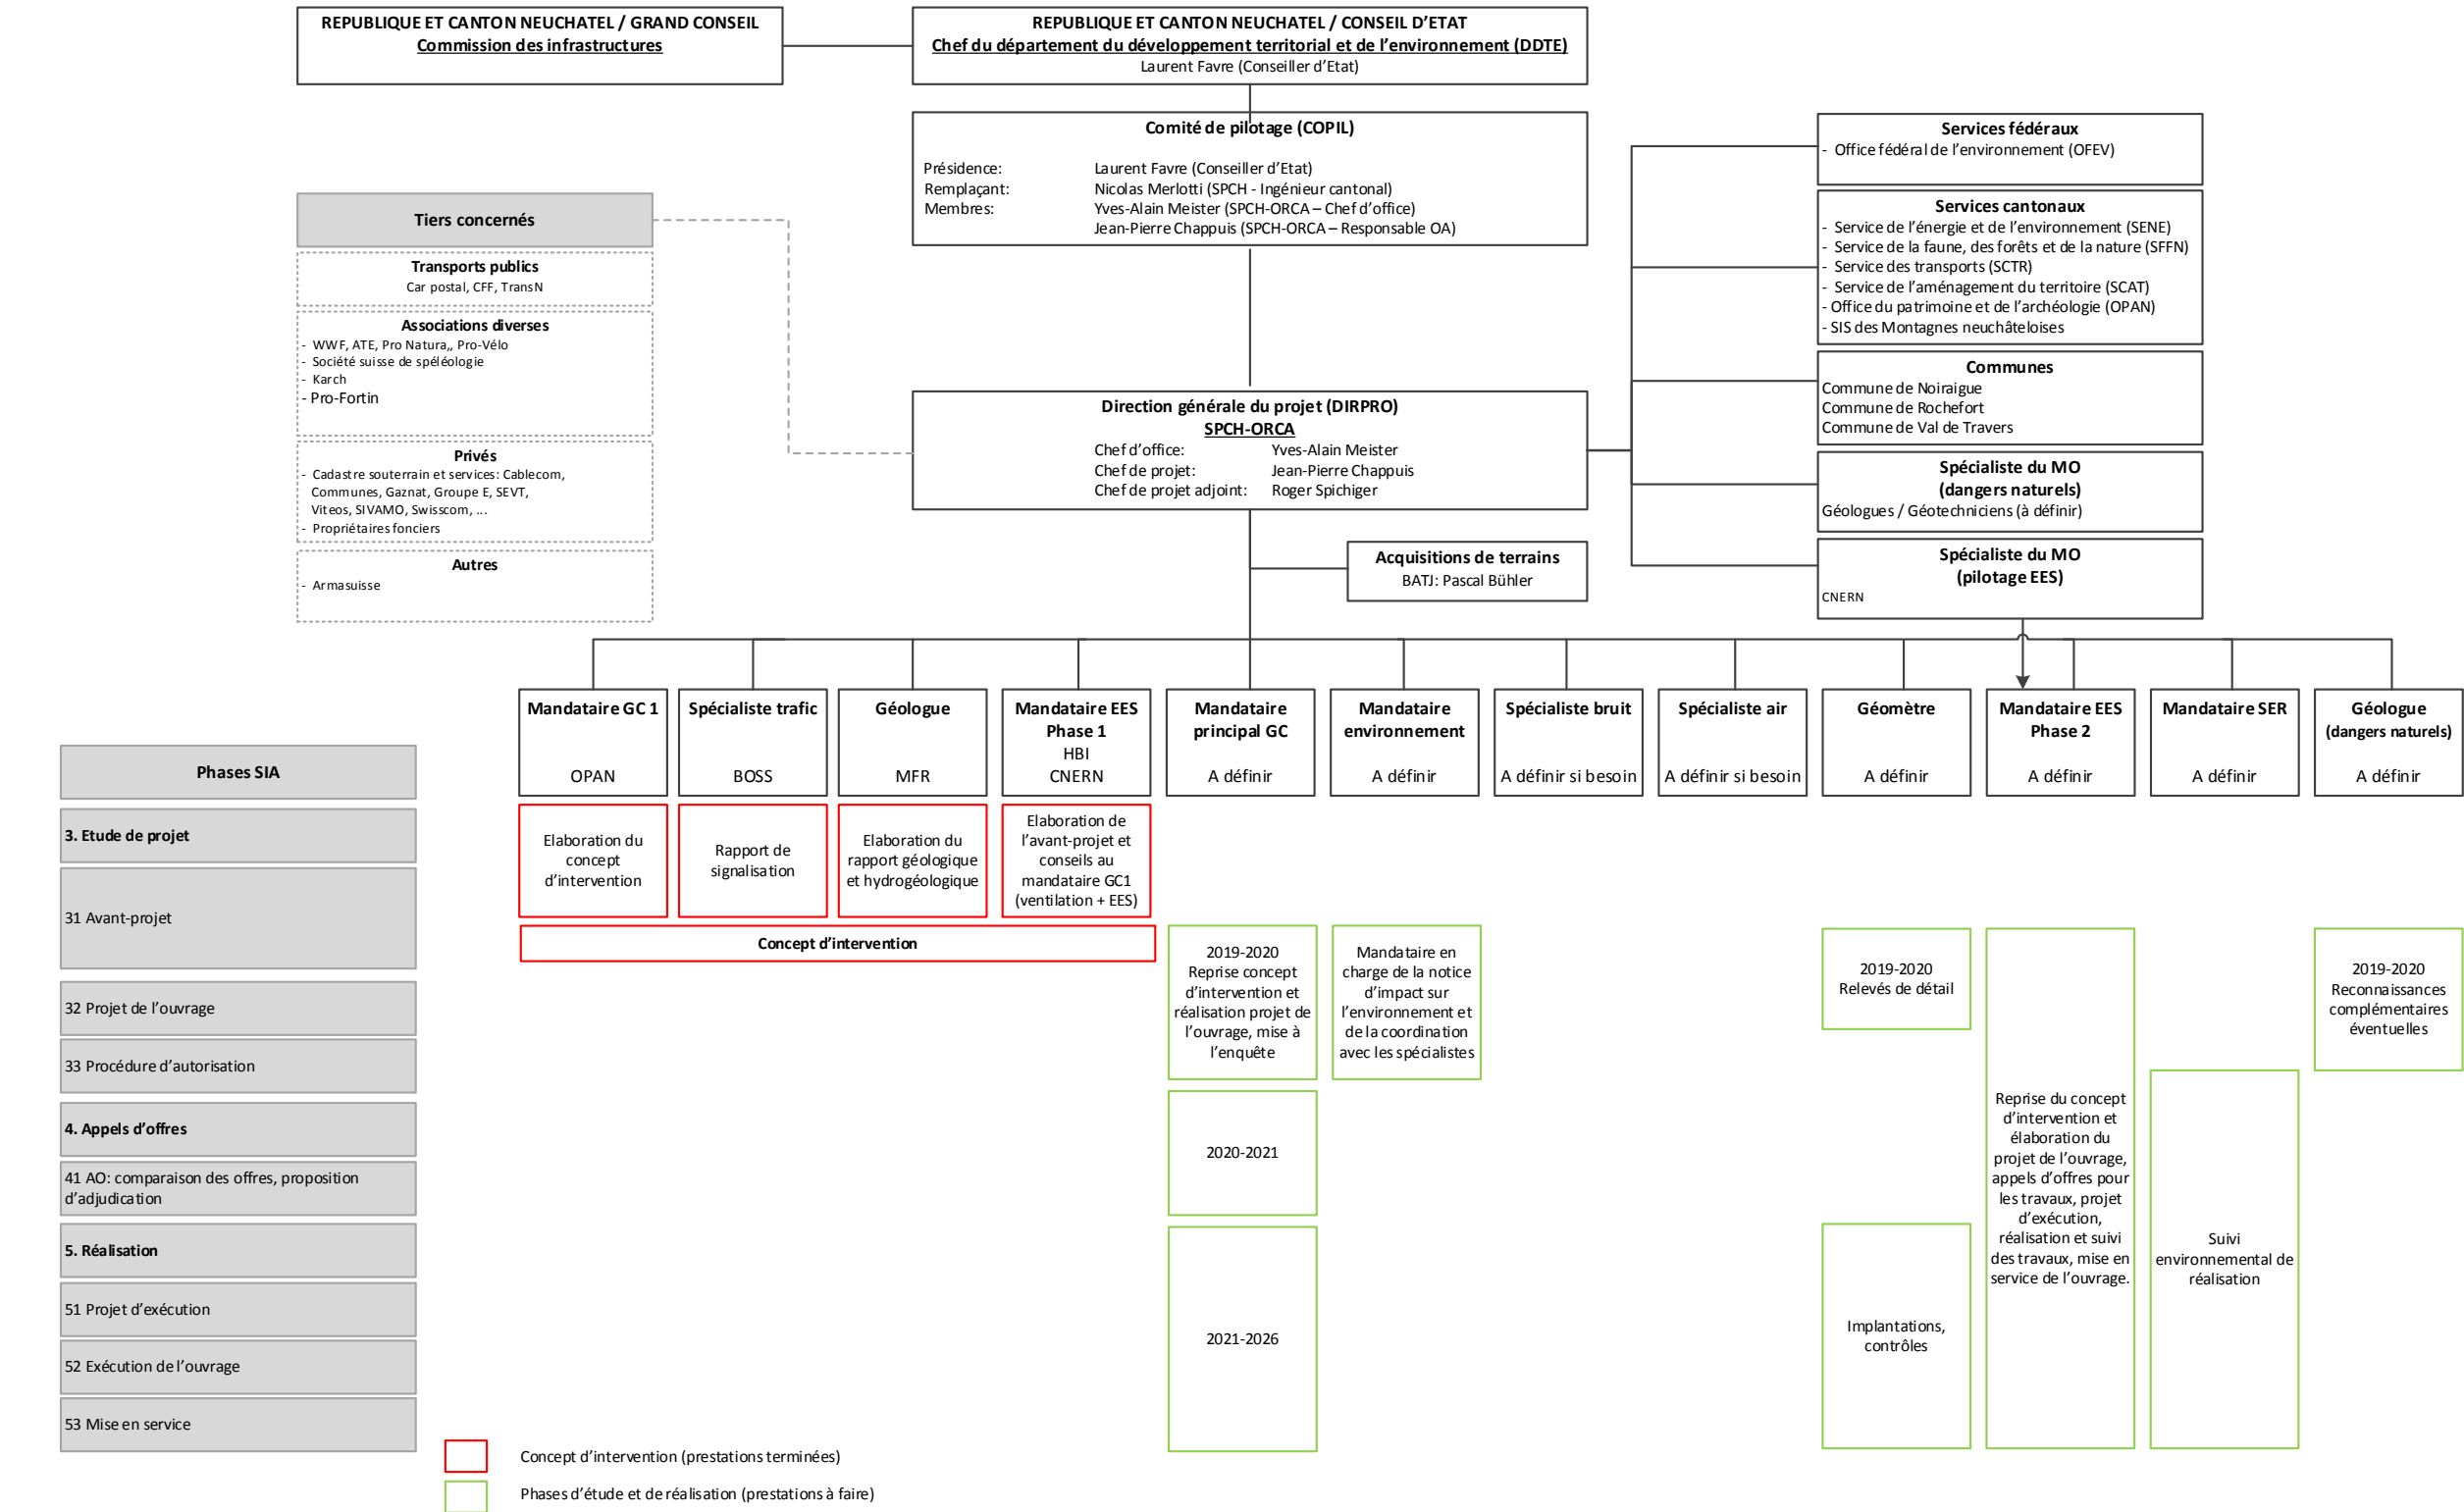 REPUBLIQUE ET CANTON NEUCHATEL / GRAND CONSEIL
Commission des infrastructures
REPUBLIQUE ET CANTON NEUCHATEL / CONSEIL D’ETAT
Chef du département du développement territorial et de l’environnement (DDTE)
Laurent Favre (Conseiller d’Etat)
Comité de pilotage (COPIL)
Présidence: Laurent Favre (Conseiller d’Etat)
Remplaçant: Nicolas Merlotti (SPCH - Ingénieur cantonal)
Membres: Yves-Alain Meister (SPCH-ORCA – Chef d’office)
Jean-Pierre Chappuis (SPCH-ORCA – Responsable OA)
Tiers concernés
Transports publics
Car postal, CFF, TransN
Associations diverses
- WWF, ATE, Pro Natura,, Pro-Vélo
- Société suisse de spéléologie
- Karch
- Pro-Fortin
Privés
- Cadastre souterrain et services: Cablecom,
Communes, Gaznat, Groupe E, SEVT,
Viteos, SIVAMO, Swisscom, ...
- Propriétaires fonciers
Autres
- Armasuisse
Direction générale du projet (DIRPRO)
SPCH-ORCA
Chef d’office: Yves-Alain Meister
Chef de projet: Jean-Pierre Chappuis
Chef de projet adjoint: Roger Spichiger
Acquisitions de terrains
BATJ: Pascal Bühler
Services fédéraux
- Office fédéral de l’environnement (OFEV)
Services cantonaux
- Service de l’énergie et de l’environnement (SENE)
- Service de la faune, des forêts et de la nature (SFFN)
- Service des transports (SCTR)
- Service de l’aménagement du territoire (SCAT)
- Office du patrimoine et de l’archéologie (OPAN)
- SIS des Montagnes neuchâteloises
Communes
Commune de Noiraigue
Commune de Rochefort
Commune de Val de Travers
Spécialiste du MO
(dangers naturels)
Géologues / Géotechniciens (à définir)
Spécialiste du MO
(pilotage EES)
CNERN
Mandataire GC 1
OPAN
Spécialiste trafic
BOSS
Géologue
MFR
Mandataire EES
Phase 1
HBI
CNERN
Mandataire
principal GC
A définir
Mandataire
environnement
A définir
Spécialiste bruit
A définir si besoin
Spécialiste air
A définir si besoin
Géomètre
A définir
Mandataire EES
Phase 2
A définir
Mandataire SER
A définir
Géologue
(dangers naturels)
A définir
Phases SIA
3. Etude de projet
31 Avant-projet
32 Projet de l’ouvrage
33 Procédure d’autorisation
4. Appels d’offres
41 AO: comparaison des offres, proposition
d’adjudication
5. Réalisation
51 Projet d’exécution
52 Exécution de l’ouvrage
53 Mise en service
Elaboration du
concept
d’intervention
Rapport de
signalisation
Elaboration du
rapport géologique
et hydrogéologique
Elaboration de
l’avant-projet et
conseils au
mandataire GC1
(ventilation + EES)
Concept d’intervention
2019-2020
Reprise concept
d’intervention et
réalisation projet de
l’ouvrage, mise à
l’enquête
2020-2021
2021-2026
Mandataire en
charge de la notice
d’impact sur
l’environnement et
de la coordination
avec les spécialistes
2019-2020
Relevés de détail
Implantations,
contrôles
Reprise du concept
d’intervention et
élaboration du
projet de l’ouvrage,
appels d’offres pour
les travaux, projet
d’exécution,
réalisation et suivi
des travaux, mise en
service de l’ouvrage.
Suivi
environnemental de
réalisation
2019-2020
Reconnaissances
complémentaires
éventuelles
Concept d’intervention (prestations terminées)
Phases d’étude et de réalisation (prestations à faire)